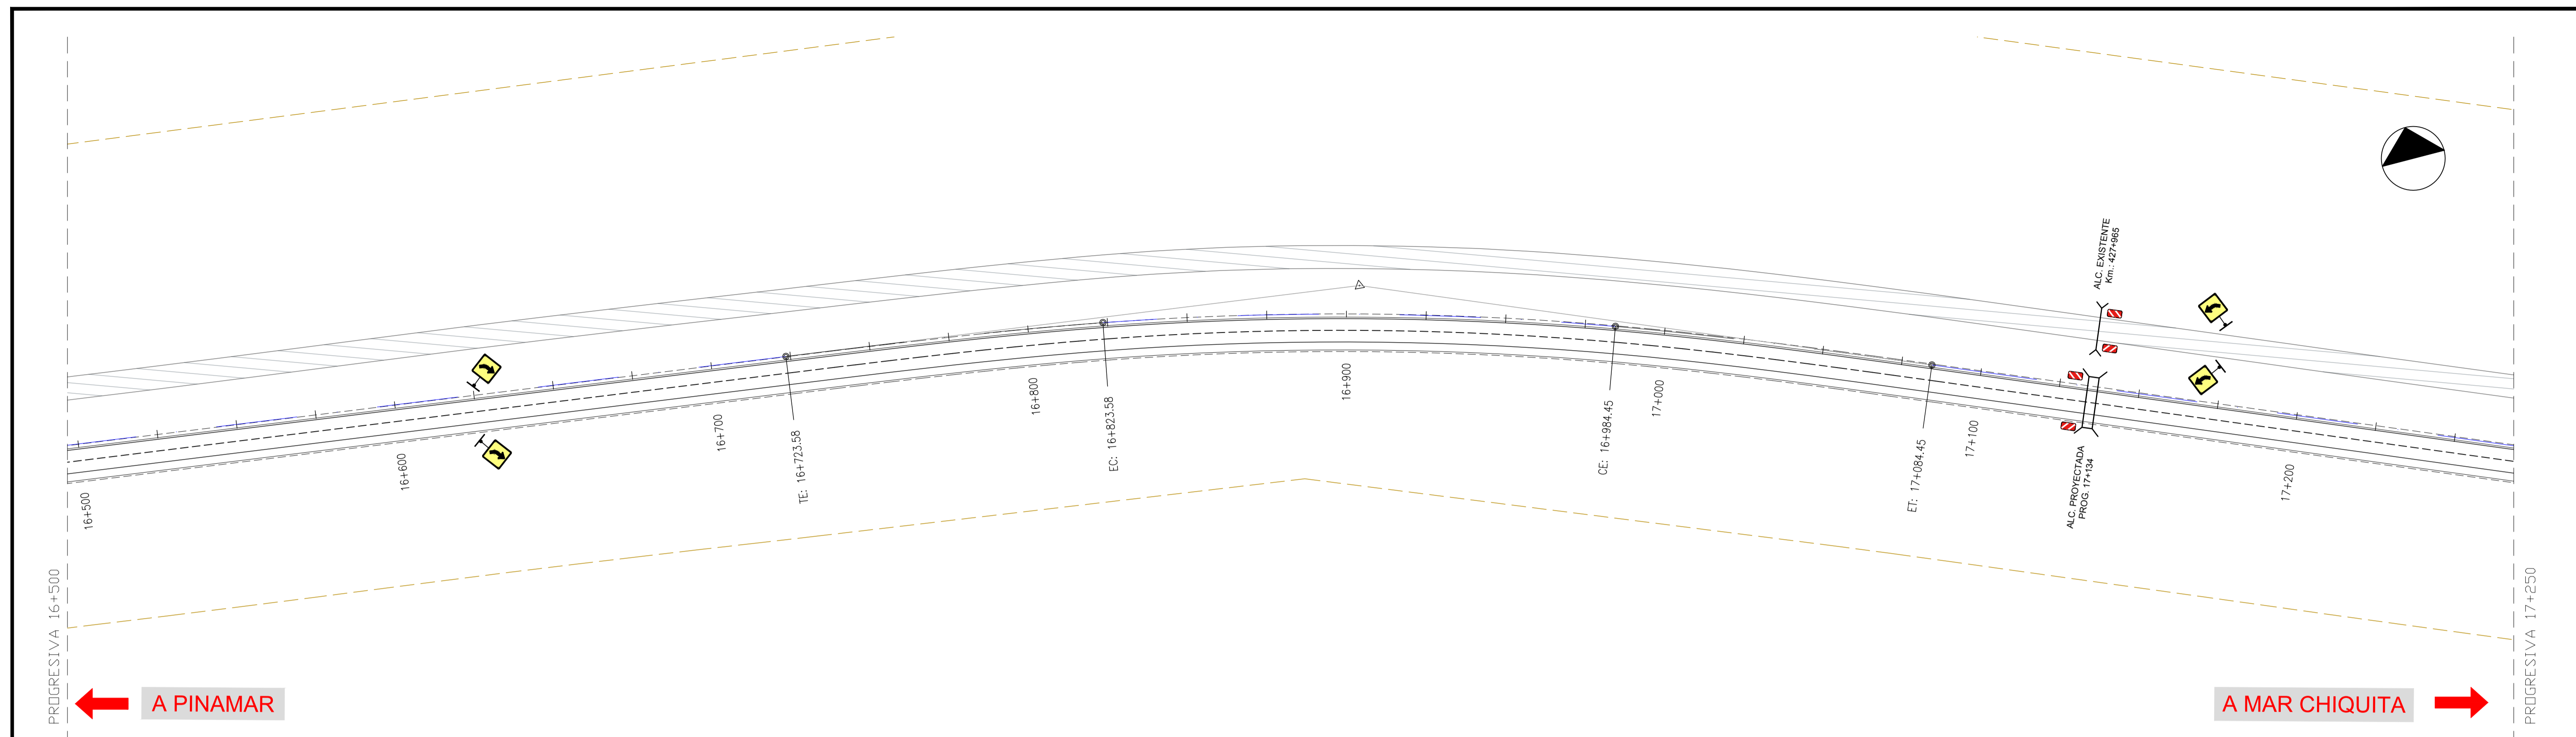 ALC. EXISTENTE
Km.: 427+965
16+500
16+600
16+700
TE: 16+723.58
16+800
EC: 16+823.58
16+900
CE: 16+984.45
17+000
ET: 17+084.45
17+100
ALC. PROYECTADA
PROG. 17+134
17+200
PROGRESIVA 16+500
PROGRESIVA 17+250
A PINAMAR
A MAR CHIQUITA